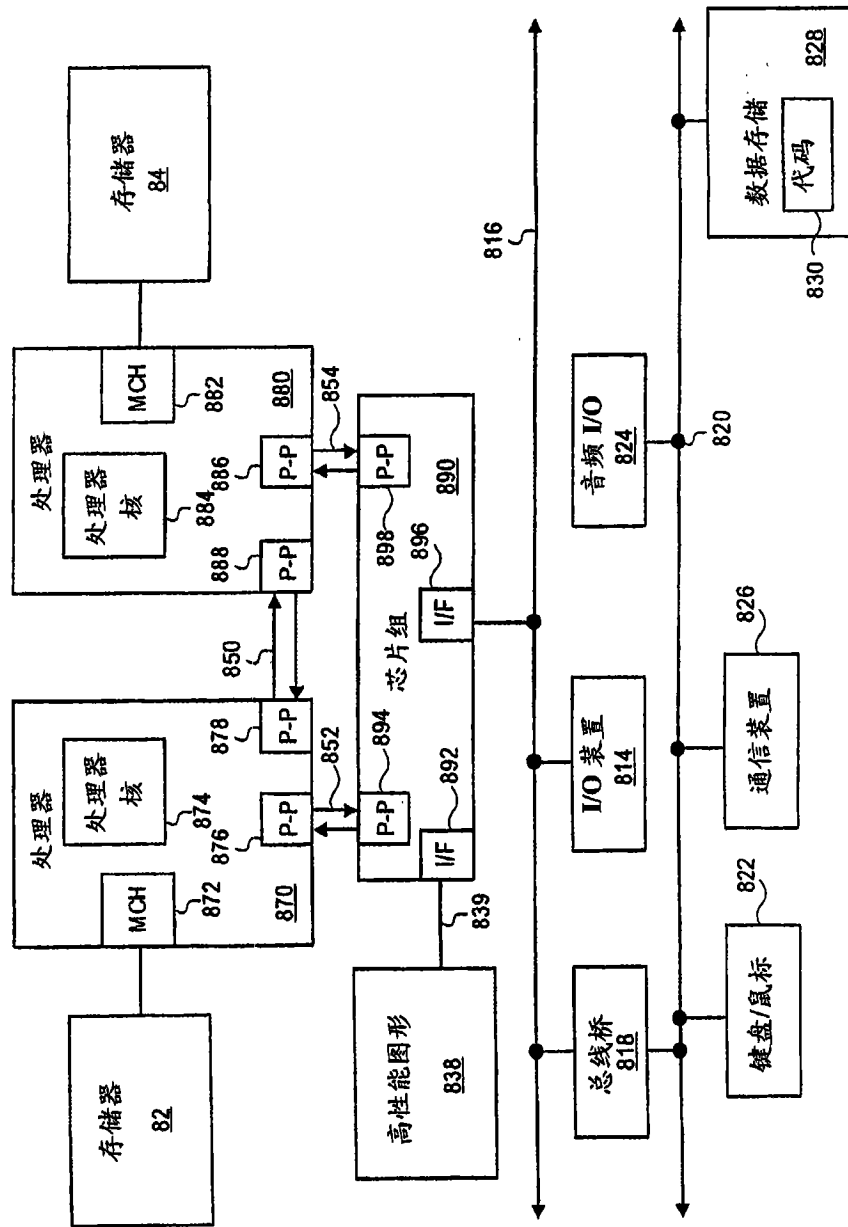 存储器
82
处理器
MCH
872
处理器
核
874
870
P-P
876
P-P
878
850
处理器
处理器
核
884
MCH
882
880
P-P
888
P-P
886
存储器
84
852
854
高性能图形
838
839
I/F
892
P-P
894
芯片组
I/F
896
P-P
898
890
816
总线桥
818
I/O 装置
814
音频 I/O
824
820
键盘/鼠标
822
通信装置
826
数据存储
828
代码
830